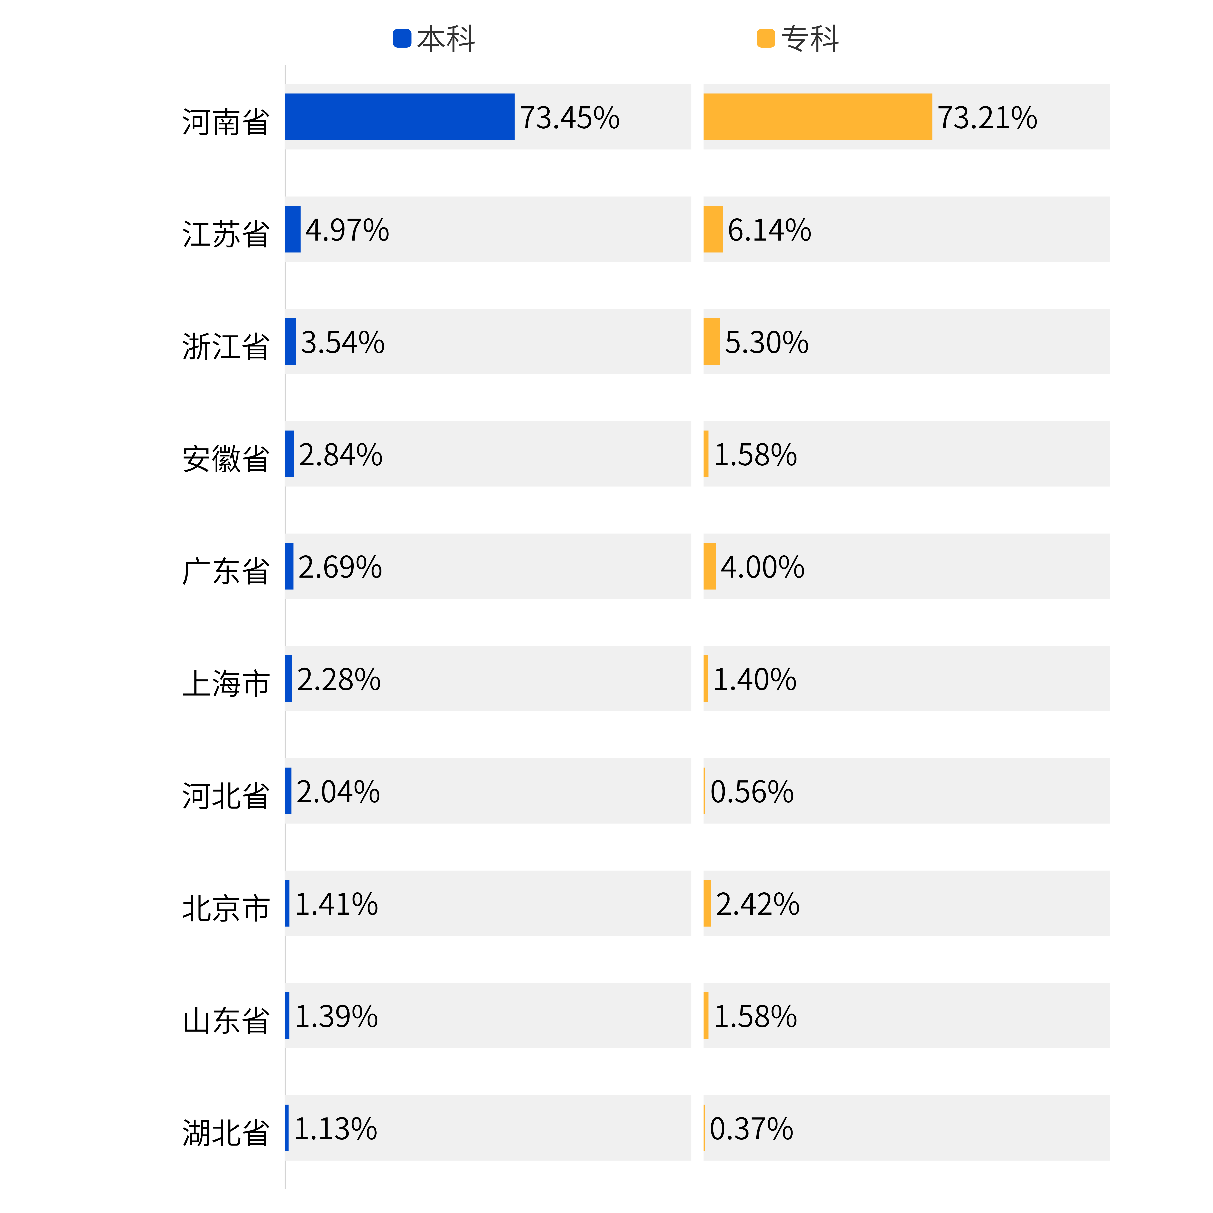 本科 专科
河南省 73.45% 73.21%
江苏省 4.97% 6.14%
浙江省 3.54% 5.30%
安徽省 2.84% 1.58%
广东省 2.69% 4.00%
上海市 2.28% 1.40%
河北省 2.04% 0.56%
北京市 1.41% 2.42%
山东省 1.39% 1.58%
湖北省 1.13% 0.37%